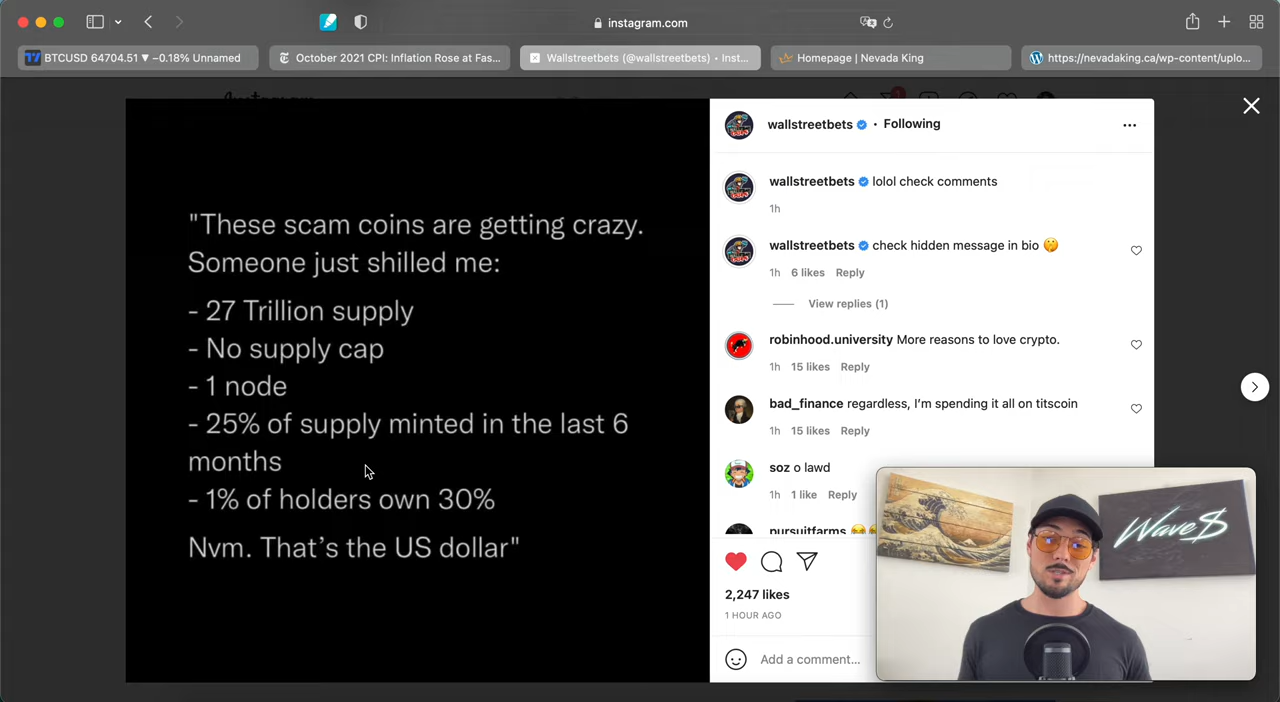 instagram.com
BTCUSD 64704.51 ▼ −0.18% Unnamed
October 2021 CPI: Inflation Rose at Fas...
Wallstreetbets (@wallstreetbets) • Inst...
Homepage | Nevada King
https://nevadaking.ca/wp-content/uplo...
"These scam coins are getting crazy.
Someone just shilled me:
- 27 Trillion supply
- No supply cap
- 1 node
- 25% of supply minted in the last 6
months
- 1% of holders own 30%
Nvm. That's the US dollar"
wallstreetbets • Following
wallstreetbets lolol check comments
1h
wallstreetbets check hidden message in bio 🤫
1h 6 likes Reply
View replies (1)
robinhood.university More reasons to love crypto.
1h 15 likes Reply
bad_finance regardless, I'm spending it all on titscoin
1h 15 likes Reply
soz o lawd
1h 1 like Reply
pursuitfarms
2,247 likes
1 HOUR AGO
Add a comment...
Wave$